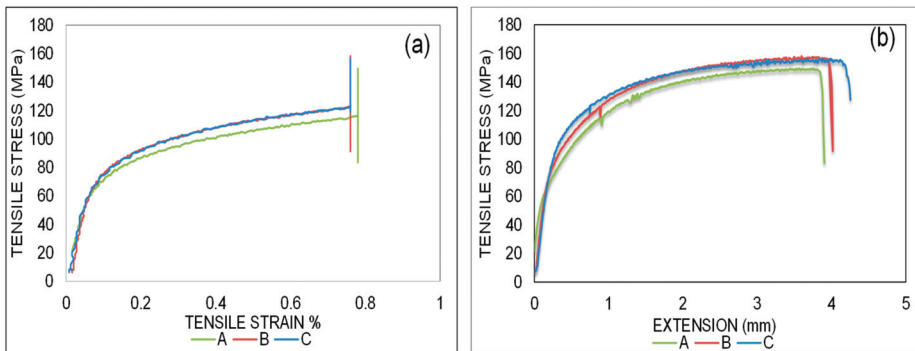 (a)
TENSILE STRESS (MPa)
180
160
140
120
100
80
60
40
20
0
0 0.2 0.4 0.6 0.8 1
TENSILE STRAIN %
A B C
(b)
TENSILE STRESS (MPa)
180
160
140
120
100
80
60
40
20
0
0 1 2 3 4 5
EXTENSION (mm)
A B C